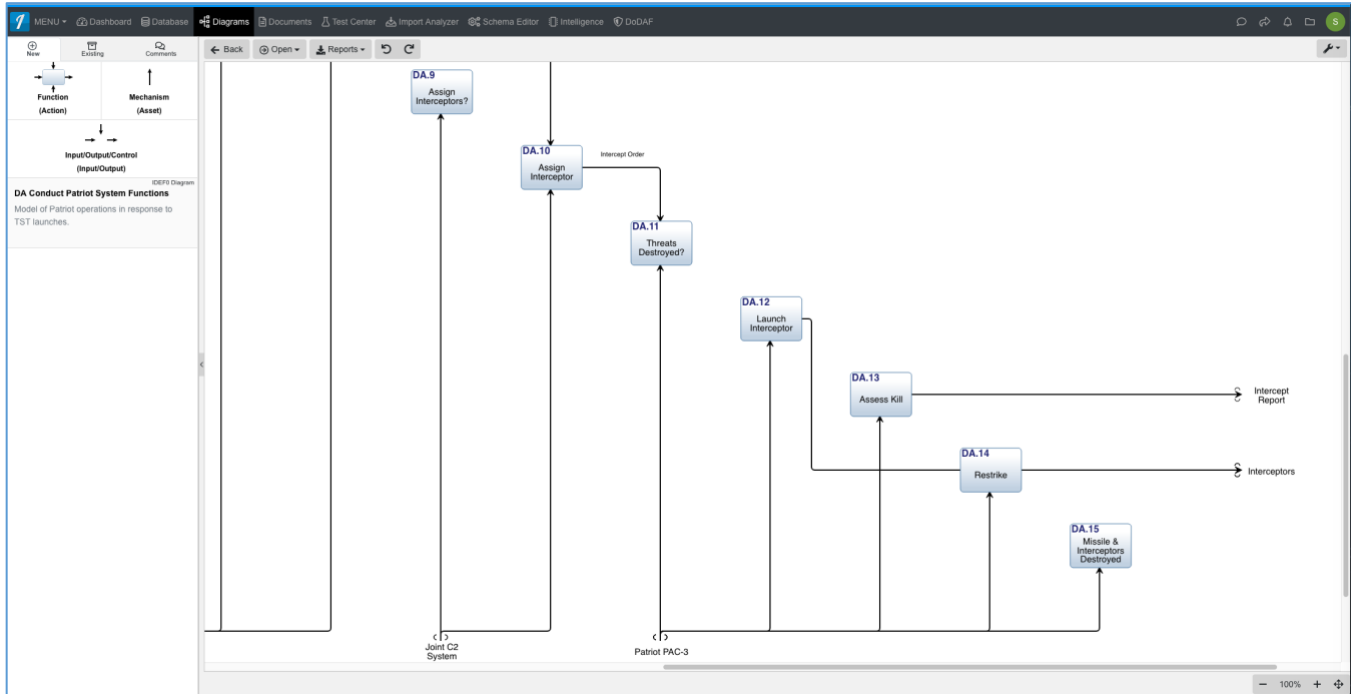 MENU
Dashboard
Database
Diagrams
Documents
Test Center
Import Analyzer
Schema Editor
Intelligence
DoDAF
S
New
Existing
Comments
Back
Open
Reports
Function
(Action)
Mechanism
(Asset)
Input/Output/Control
(Input/Output)
IDEF0 Diagram
DA Conduct Patriot System Functions
Model of Patriot operations in response to
TST launches.
DA.9
Assign
Interceptors?
DA.10
Assign
Interceptor
Intercept Order
DA.11
Threats
Destroyed?
DA.12
Launch
Interceptor
DA.13
Assess Kill
Intercept
Report
DA.14
Restrike
Interceptors
DA.15
Missile &
Interceptors
Destroyed
Joint C2
System
Patriot PAC-3
100%